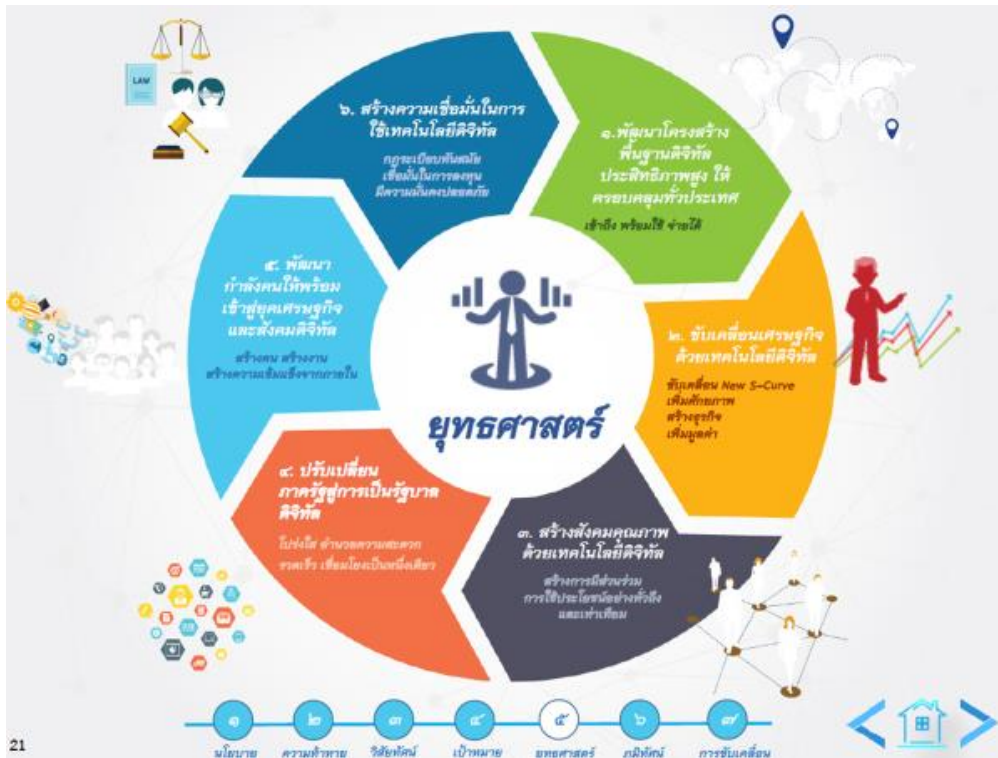 LAW
๖. สร้างความเชื่อมั่นในการ
ใช้เทคโนโลยีดิจิทัล
กฎระเบียบทันสมัย
เชื่อมั่นในการลงทุน
มีความมั่นคงปลอดภัย
๑.พัฒนาโครงสร้าง
พื้นฐานดิจิทัล
ประสิทธิภาพสูง ให้
ครอบคลุมทั่วประเทศ
เข้าถึง พร้อมใช้ จ่ายได้
๕. พัฒนา
กำลังคนให้พร้อม
เข้าสู่ยุคเศรษฐกิจ
และสังคมดิจิทัล
สร้างคน สร้างงาน
สร้างความเข้มแข็งจากภายใน
๒. ขับเคลื่อนเศรษฐกิจ
ด้วยเทคโนโลยีดิจิทัล
ขับเคลื่อน New S-Curve
เพิ่มศักยภาพ
สร้างธุรกิจ
เพิ่มมูลค่า
ยุทธศาสตร์
๔. ปรับเปลี่ยน
ภาครัฐสู่การเป็นรัฐบาล
ดิจิทัล
โปร่งใส อำนวยความสะดวก
รวดเร็ว เชื่อมโยงเป็นหนึ่งเดียว
๓. สร้างสังคมคุณภาพ
ด้วยเทคโนโลยีดิจิทัล
สร้างการมีส่วนร่วม
การใช้ประโยชน์อย่างทั่วถึง
และเท่าเทียม
๑ ๒ ๓ ๔ ๕ ๖ ๗
นโยบาย ความท้าทาย วิสัยทัศน์ เป้าหมาย ยุทธศาสตร์ ภูมิทัศน์ การขับเคลื่อน
21